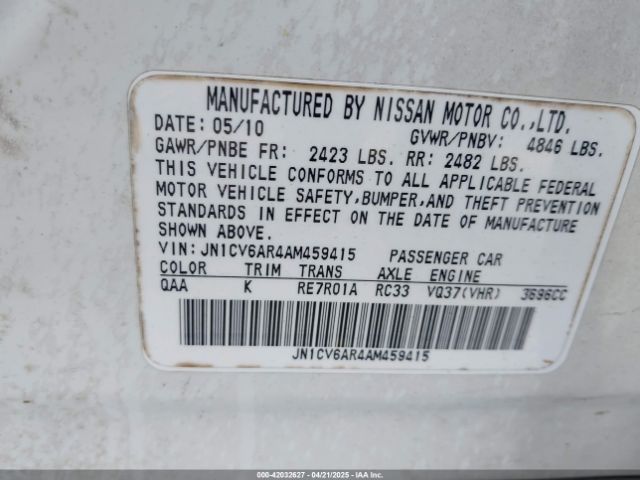 MANUFACTURED BY NISSAN MOTOR CO.,LTD.
DATE: 05/10 GVWR/PNBV: 4846 LBS.
GAWR/PNBE FR: 2423 LBS. RR: 2482 LBS.
THIS VEHICLE CONFORMS TO ALL APPLICABLE FEDERAL
MOTOR VEHICLE SAFETY,BUMPER,AND THEFT PREVENTION
STANDARDS IN EFFECT ON THE DATE OF MANUFACTURE
SHOWN ABOVE.
VIN: JN1CV6AR4AM459415 PASSENGER CAR
COLOR TRIM TRANS AXLE ENGINE
QAA K RE7R01A RC33 VQ37(VHR) 3696CC
JN1CV6AR4AM459415
000-42032627 - 04/21/2025 - IAAI.COM